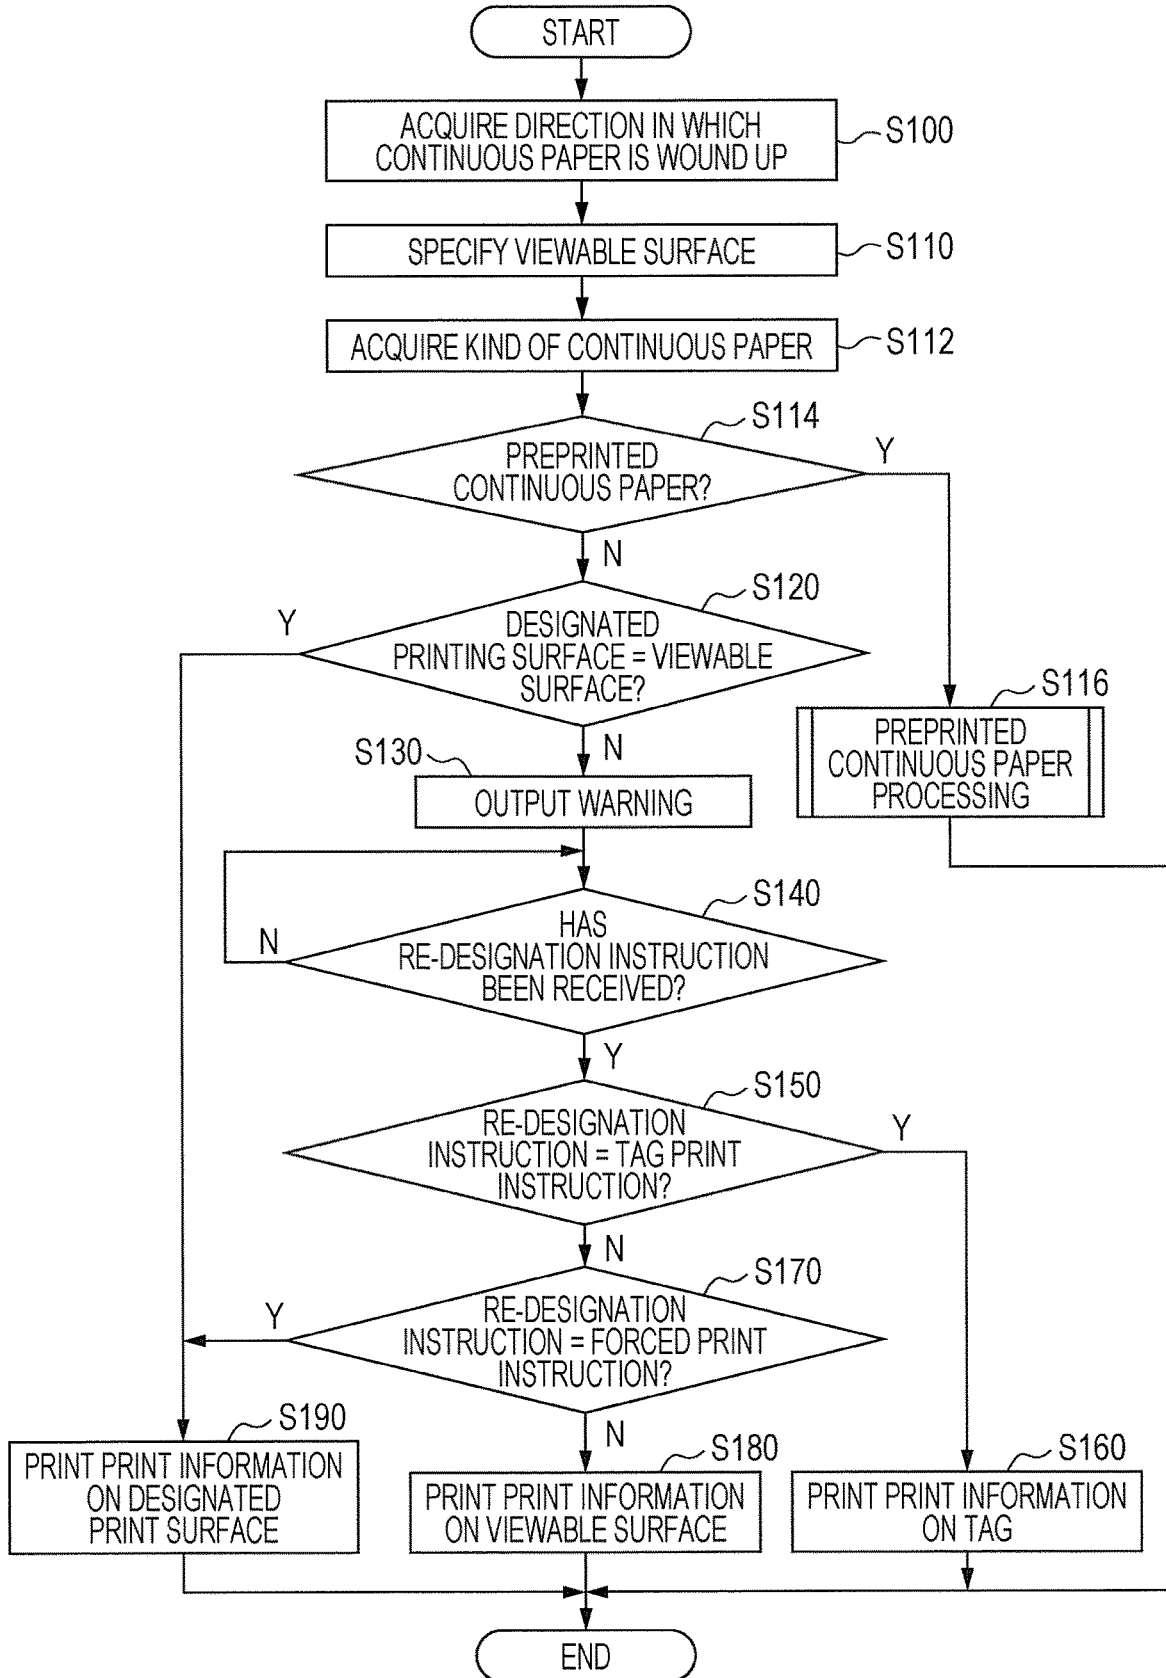 START
ACQUIRE DIRECTION IN WHICH
CONTINUOUS PAPER IS WOUND UP
S100
SPECIFY VIEWABLE SURFACE
S110
ACQUIRE KIND OF CONTINUOUS PAPER
S112
S114
PREPRINTED
CONTINUOUS PAPER?
Y
N
S120
DESIGNATED
PRINTING SURFACE = VIEWABLE
SURFACE?
Y
N
S116
PREPRINTED
CONTINUOUS PAPER
PROCESSING
S130
OUTPUT WARNING
S140
HAS
RE-DESIGNATION INSTRUCTION
BEEN RECEIVED?
N
Y
S150
RE-DESIGNATION
INSTRUCTION = TAG PRINT
INSTRUCTION?
Y
N
S170
RE-DESIGNATION
INSTRUCTION = FORCED PRINT
INSTRUCTION?
Y
N
S190
PRINT PRINT INFORMATION
ON DESIGNATED
PRINT SURFACE
S180
PRINT PRINT INFORMATION
ON VIEWABLE SURFACE
S160
PRINT PRINT INFORMATION
ON TAG
END